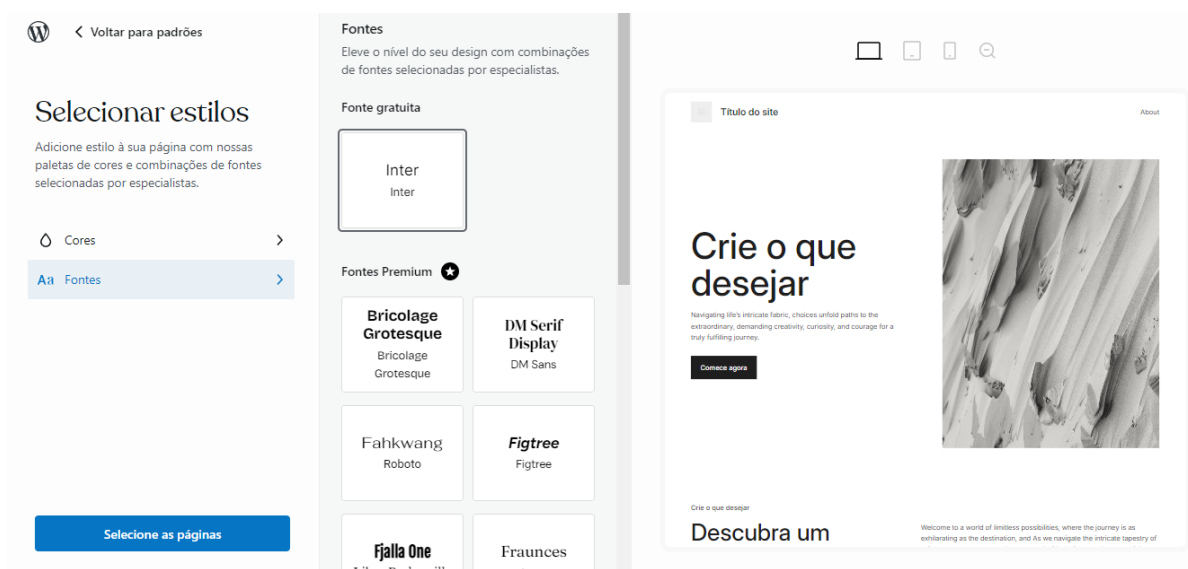 Voltar para padrões
Selecionar estilos
Adicione estilo à sua página com nossas
paletas de cores e combinações de fontes
selecionadas por especialistas.
Cores
Aa Fontes
Selecione as páginas
Fontes
Eleve o nível do seu design com combinações
de fontes selecionadas por especialistas.
Fonte gratuita
Inter
Inter
Fontes Premium
Bricolage
Grotesque
Bricolage
Grotesque
DM Serif
Display
DM Sans
Fahkwang
Roboto
Figtree
Figtree
Fjalla One
Fraunces
Título do site
About
Crie o que
desejar
Navigating life's intricate fabric, choices unfold paths to the
extraordinary, demanding creativity, curiosity, and courage for a
truly fulfilling journey.
Comece agora
Crie o que desejar
Descubra um
Welcome to a world of limitless possibilities, where the journey is as
exhilarating as the destination, and As we navigate the intricate tapestry of